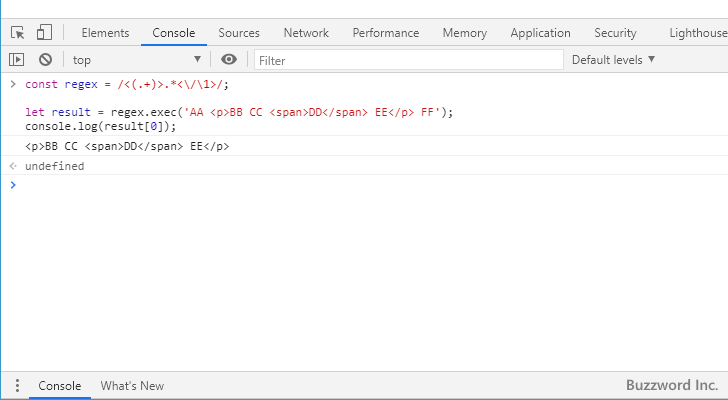 Elements Console Sources Network Performance Memory Application Security Lighthouse
top ▼ Filter Default levels ▼
> const regex = /<(.+)>.*<\/\1>/;
let result = regex.exec('AA <p>BB CC <span>DD</span> EE</p> FF');
console.log(result[0]);
<p>BB CC <span>DD</span> EE</p>
undefined
>
Console What's New
Buzzword Inc.